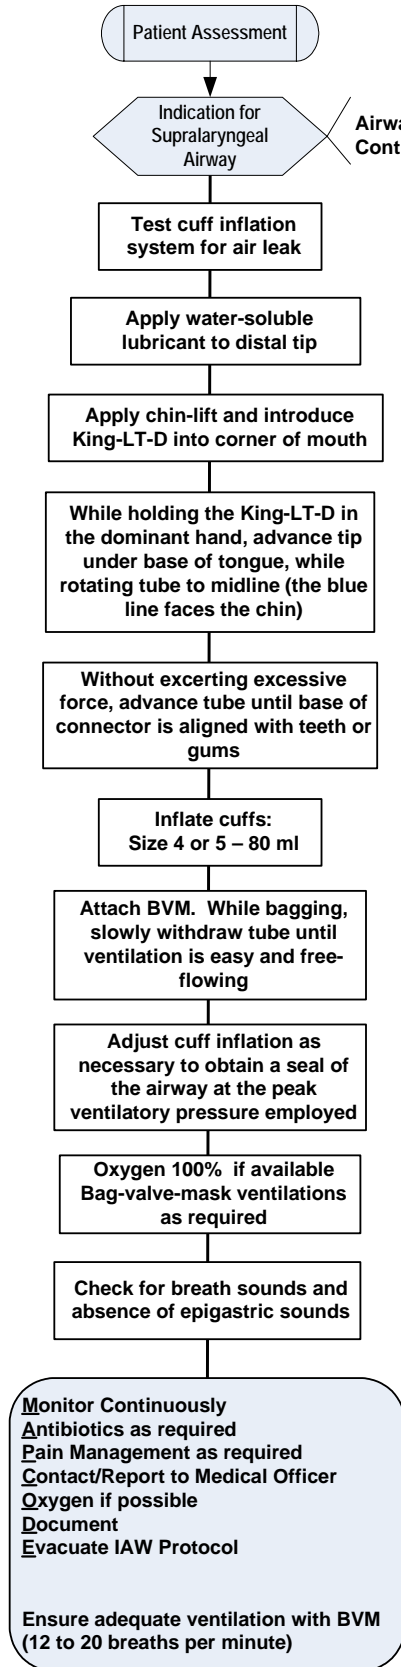 Patient Assessment
Indication for
Supralaryngeal
Airway
Test cuff inflation
system for air leak
Apply water-soluble
lubricant to distal tip
Apply chin-lift and introduce
King-LT-D into corner of mouth
While holding the King-LT-D in
the dominant hand, advance tip
under base of tongue, while
rotating tube to midline (the blue
line faces the chin)
Without excerting excessive
force, advance tube until base of
connector is aligned with teeth or
gums
Inflate cuffs:
Size 4 or 5 – 80 ml
Attach BVM. While bagging,
slowly withdraw tube until
ventilation is easy and free-
flowing
Adjust cuff inflation as
necessary to obtain a seal of
the airway at the peak
ventilatory pressure employed
Oxygen 100% if available
Bag-valve-mask ventilations
as required
Check for breath sounds and
absence of epigastric sounds
Monitor Continuously
Antibiotics as required
Pain Management as required
Contact/Report to Medical Officer
Oxygen if possible
Document
Evacuate IAW Protocol
Ensure adequate ventilation with BVM
(12 to 20 breaths per minute)